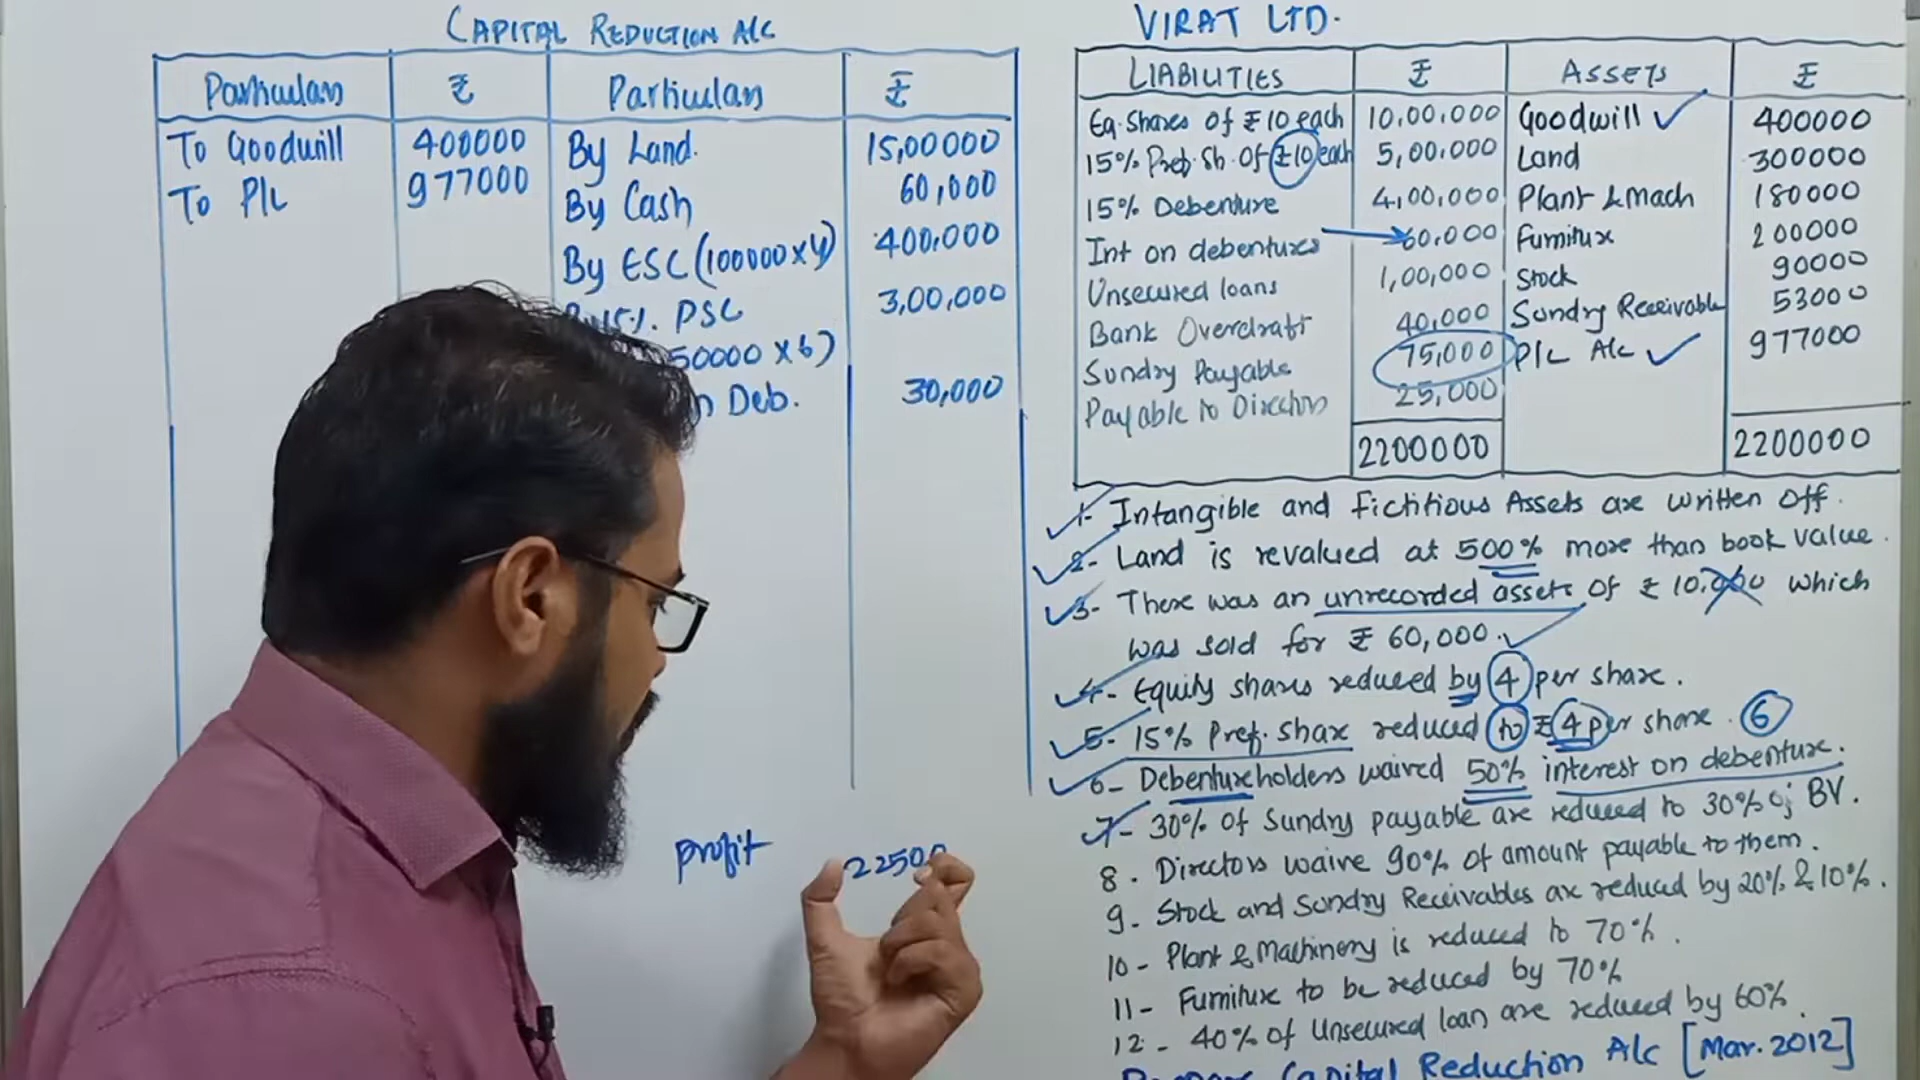 CAPITAL REDUCTION A/C
Particulars ₹ Particulars ₹
To Goodwill 400000 By Land. 15,00000
To P/L 977000 By Cash 60,000
By ESC (100000 x 4) 400,000
15%. PSC 3,00,000
50000 x 6)
n Deb. 30,000
profit 22500
VIRAT LTD.
LIABILITIES ₹ ASSETS ₹
Eq. Shares of ₹ 10 each 10,00,000 Goodwill ✓ 400000
15% Pref. Sh. Of ₹10 each 5,00,000 Land 300000
15% Debenture 4,00,000 Plant & Mach 180000
Int on debentures 60,000 Furniture 200000
Unsecured loans 1,00,000 Stock 90000
Bank Overdraft 40,000 Sundry Receivable 53000
Sundry Payable 75,000 P/L A/c ✓ 977000
Payable to Directors 25,000
2200000 2200000
1- Intangible and Fichitious Assets are written off.
2- Land is revalued at 500% more than book value.
3- There was an unrecorded assets of ₹ 10,000 which
was sold for ₹ 60,000.
4- Equity shares reduced by 4 per share.
5- 15% Pref. Share reduced to ₹ 4 per share. 6
6- Debentureholders waived 50% interest on debenture.
7- 30% of Sundry payable are reduced to 30% of BV.
8. Directors waive 90% of amount payable to them.
9- Stock and Sundry Receivables are reduced by 20% & 10%.
10- Plant & Machinery is reduced to 70%.
11- Furniture to be reduced by 70%
12- 40% of Unsecured loan are reduced by 60%.
Prepare Capital Reduction A/c [Mar. 2012]